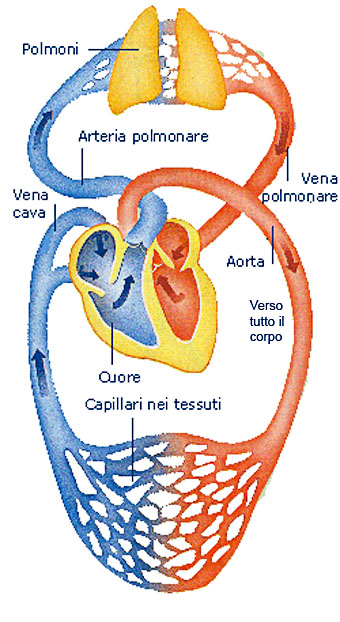 Polmoni
Arteria polmonare
Vena
cava
Vena
polmonare
Aorta
Verso
tutto il
corpo
Cuore
Capillari nei tessuti